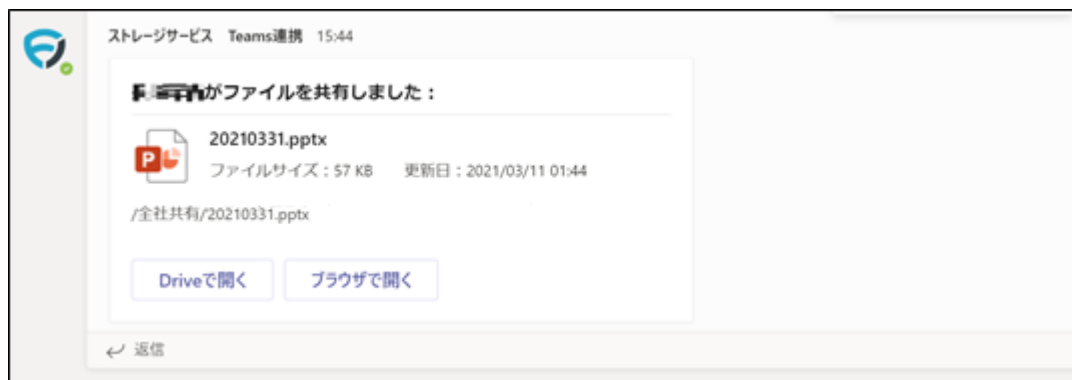 ストレージサービス Teams連携 15:44
がファイルを共有しました：
20210331.pptx
ファイルサイズ：57 KB 更新日：2021/03/11 01:44
/全社共有/20210331.pptx
Driveで開く ブラウザで開く
返信